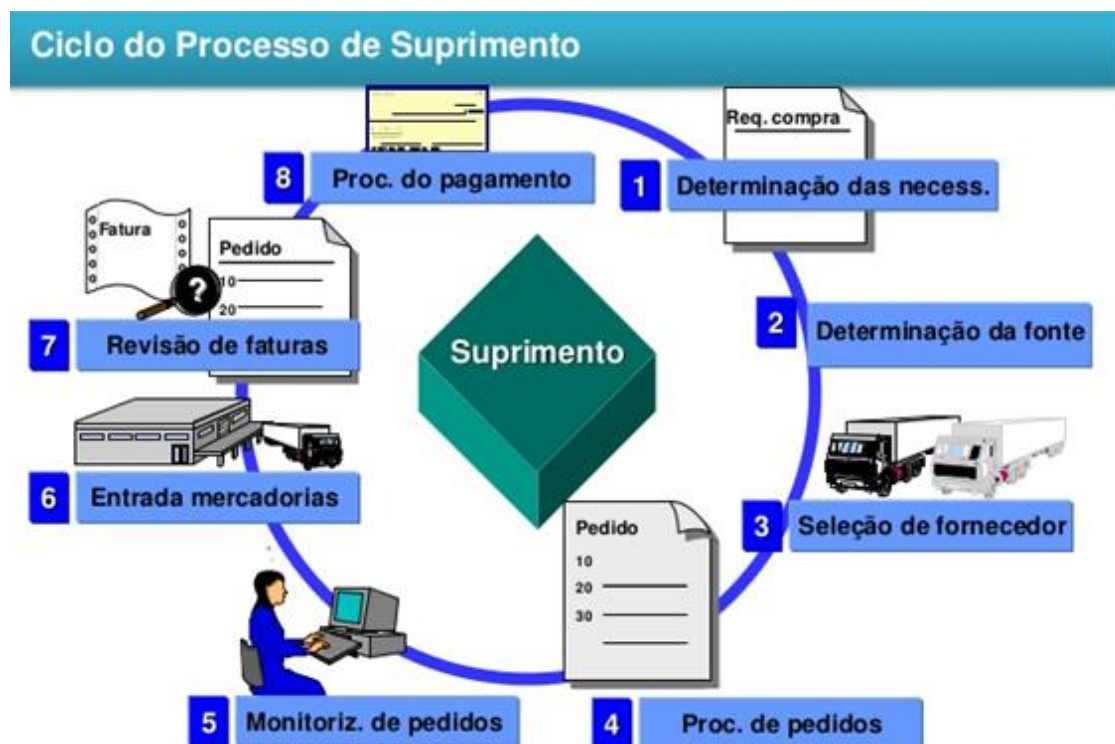 Ciclo do Processo de Suprimento
Req. compra
1 Determinação das necess.
2 Determinação da fonte
3 Seleção de fornecedor
Pedido
10
20
30
4 Proc. de pedidos
5 Monitoriz. de pedidos
6 Entrada mercadorias
Fatura
Pedido
10
?
20
7 Revisão de faturas
8 Proc. do pagamento
Suprimento